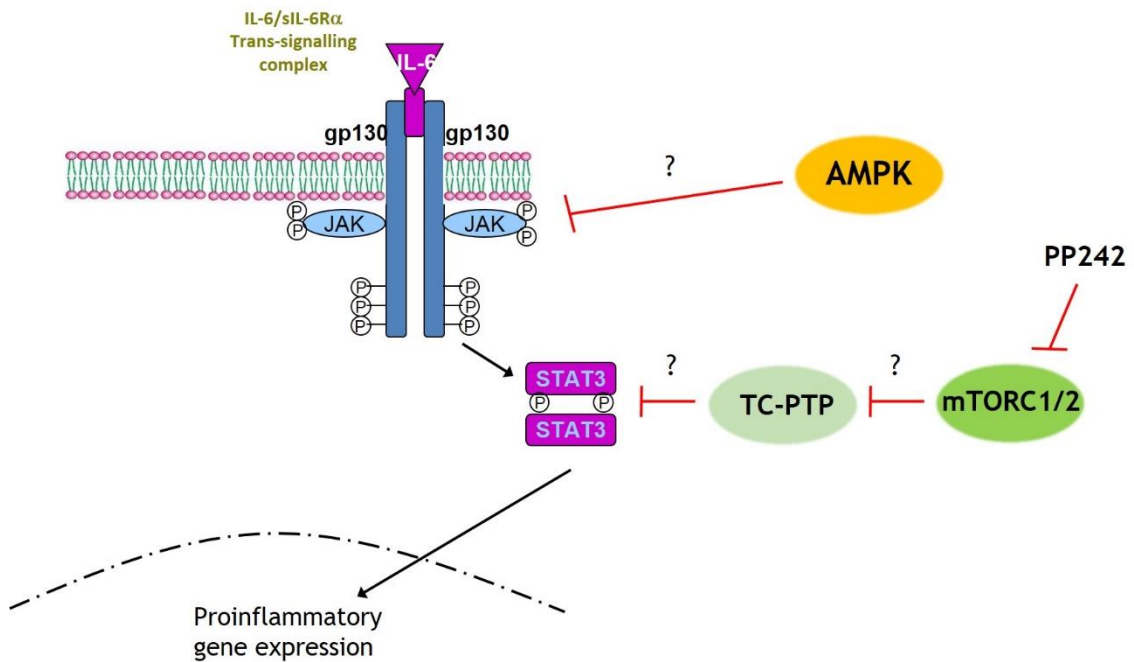 IL-6/sIL-6Rα
Trans-signalling
complex
IL-6
gp130
gp130
?
AMPK
P
P
JAK
JAK
P
P
PP242
P
P
P
P
P
P
STAT3
P
P
STAT3
?
TC-PTP
?
mTORC1/2
Proinflammatory
gene expression